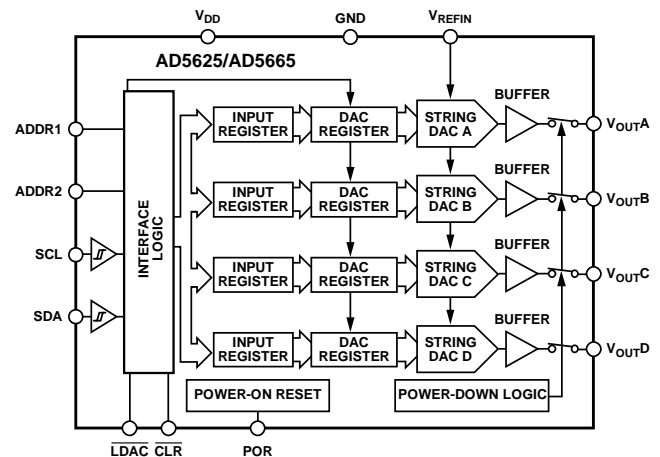 VDD
GND
VREFIN
AD5625/AD5665
BUFFER
ADDR1
INPUT
REGISTER
DAC
REGISTER
STRING
DAC A
VOUTA
BUFFER
ADDR2
INPUT
REGISTER
DAC
REGISTER
STRING
DAC B
VOUTB
INTERFACE
LOGIC
BUFFER
SCL
INPUT
REGISTER
DAC
REGISTER
STRING
DAC C
VOUTC
BUFFER
SDA
INPUT
REGISTER
DAC
REGISTER
STRING
DAC D
VOUTD
POWER-ON RESET
POWER-DOWN LOGIC
LDAC
CLR
POR